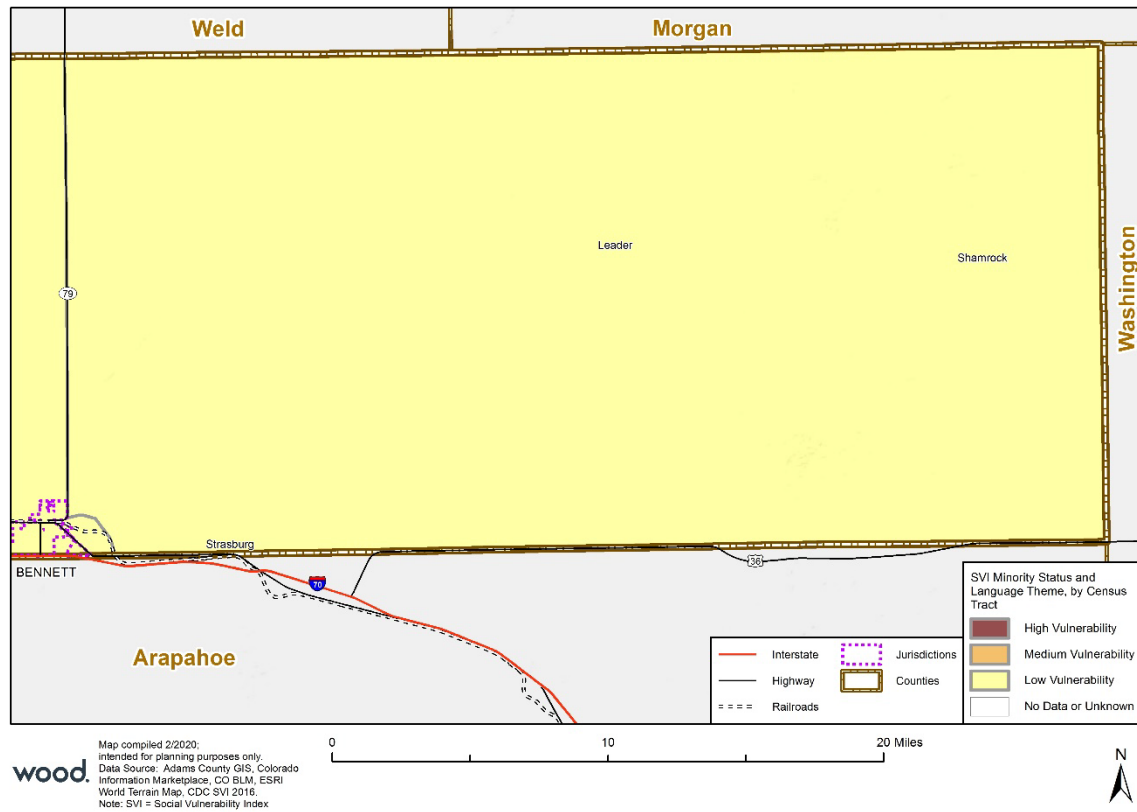 Weld
Morgan
Leader
Shamrock
Washington
79
Strasburg
36
BENNETT
70
Arapahoe
SVI Minority Status and
Language Theme, by Census
Tract
High Vulnerability
Medium Vulnerability
Low Vulnerability
No Data or Unknown
Interstate
Highway
Railroads
Jurisdictions
Counties
wood.
Map compiled 2/2020;
intended for planning purposes only.
Data Source: Adams County GIS, Colorado
Information Marketplace, CO BLM, ESRI
World Terrain Map, CDC SVI 2016.
Note: SVI = Social Vulnerability Index
0 10 20 Miles
N